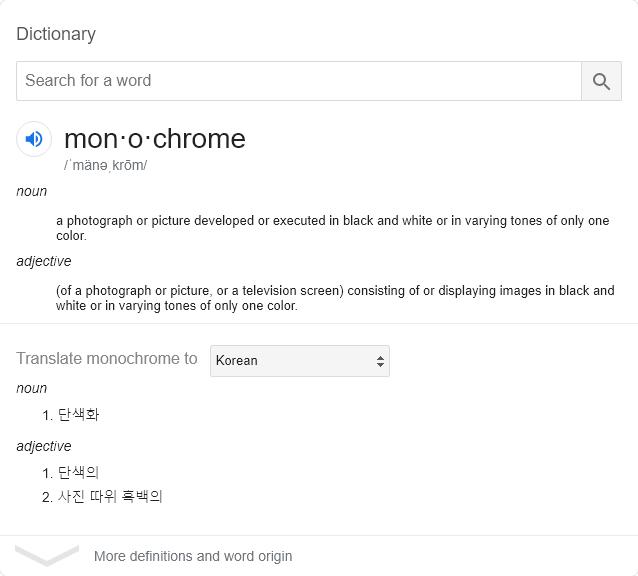 Dictionary
Search for a word
mon·o·chrome
/ˈmänəˌkrōm/
noun
a photograph or picture developed or executed in black and white or in varying tones of only one
color.
adjective
(of a photograph or picture, or a television screen) consisting of or displaying images in black and
white or in varying tones of only one color.
Translate monochrome to Korean
noun
1. 단색화
adjective
1. 단색의
2. 사진 따위 흑백의
More definitions and word origin